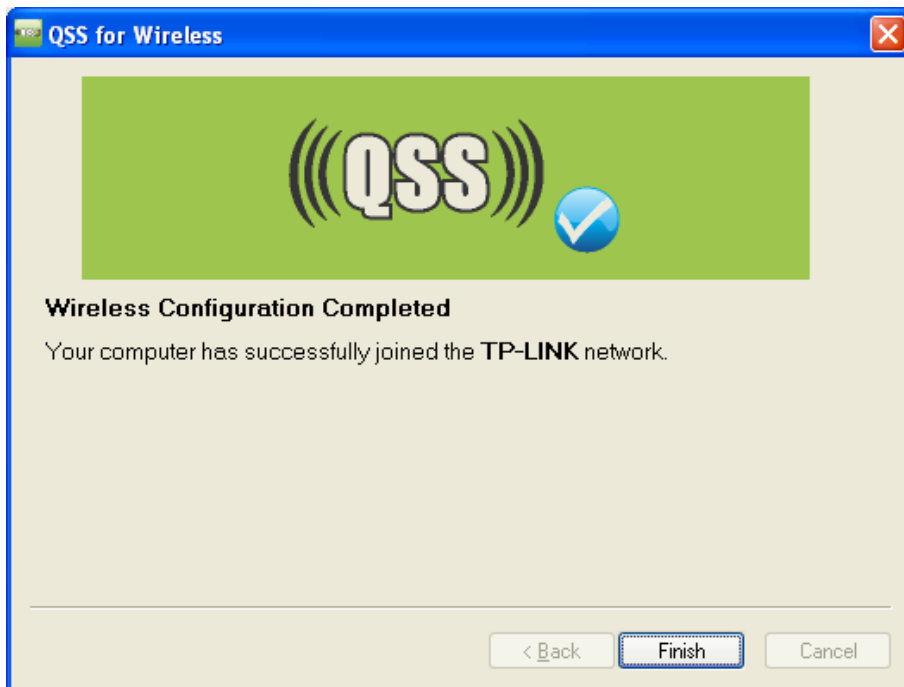 QSS for Wireless
(((QSS)))
Wireless Configuration Completed
Your computer has successfully joined the TP-LINK network.
< Back Finish Cancel